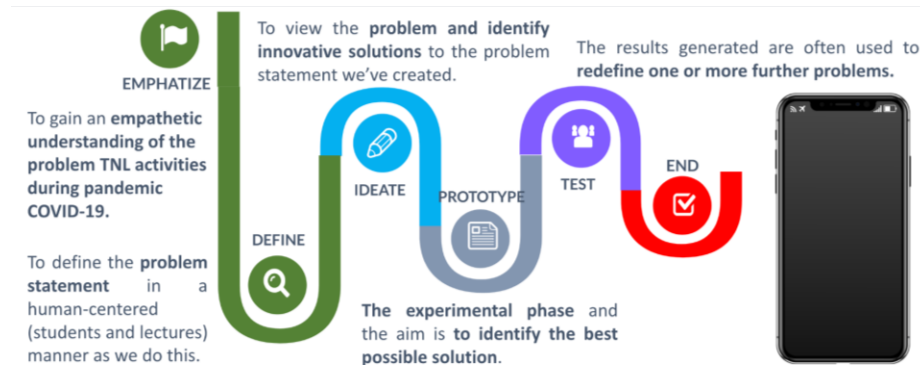 EMPHATIZE
To gain an empathetic
understanding of the
problem TNL activities
during pandemic
COVID-19.
DEFINE
To define the problem
statement in a
human-centered
(students and lectures)
manner as we do this.
To view the problem and identify
innovative solutions to the problem
statement we've created.
IDEATE
PROTOTYPE
The experimental phase and
the aim is to identify the best
possible solution.
TEST
The results generated are often used to
redefine one or more further problems.
END